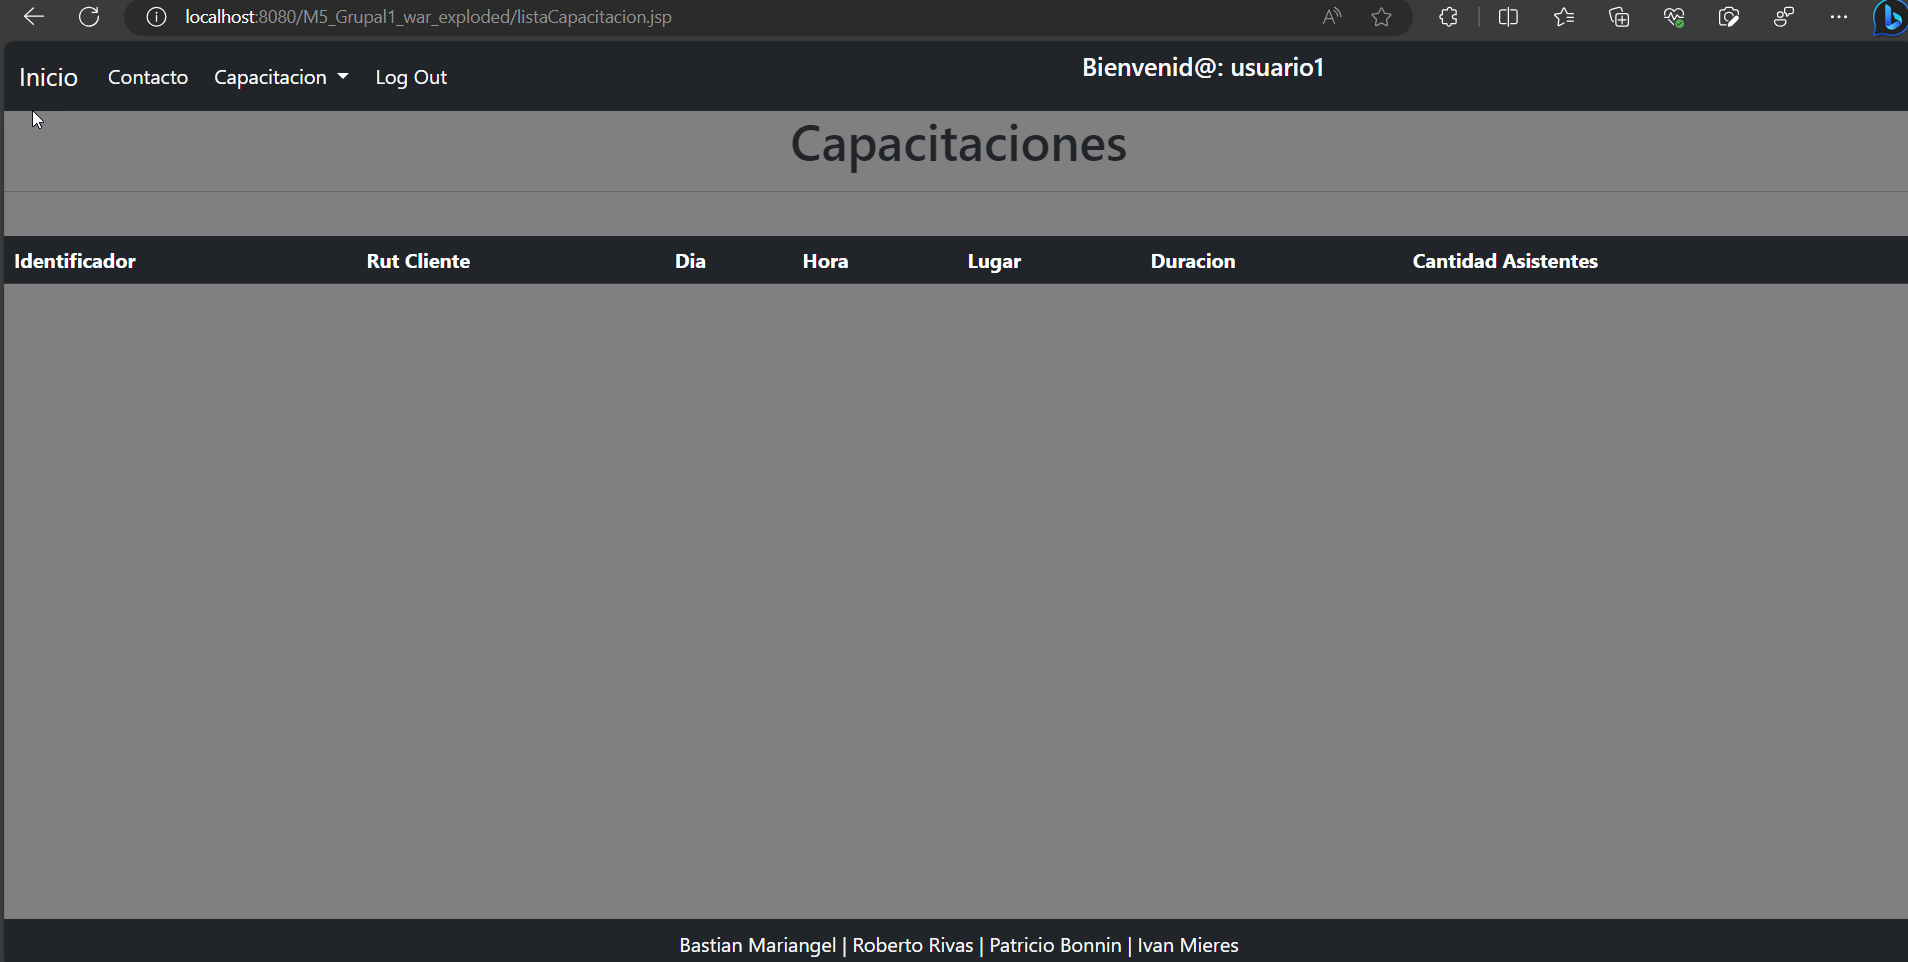 localhost:8080/M5_Grupal1_war_exploded/listaCapacitacion.jsp
Inicio Contacto Capacitacion Log Out Bienvenid@: usuario1
Capacitaciones
Identificador Rut Cliente Dia Hora Lugar Duracion Cantidad Asistentes
Bastian Mariangel | Roberto Rivas | Patricio Bonnin | Ivan Mieres